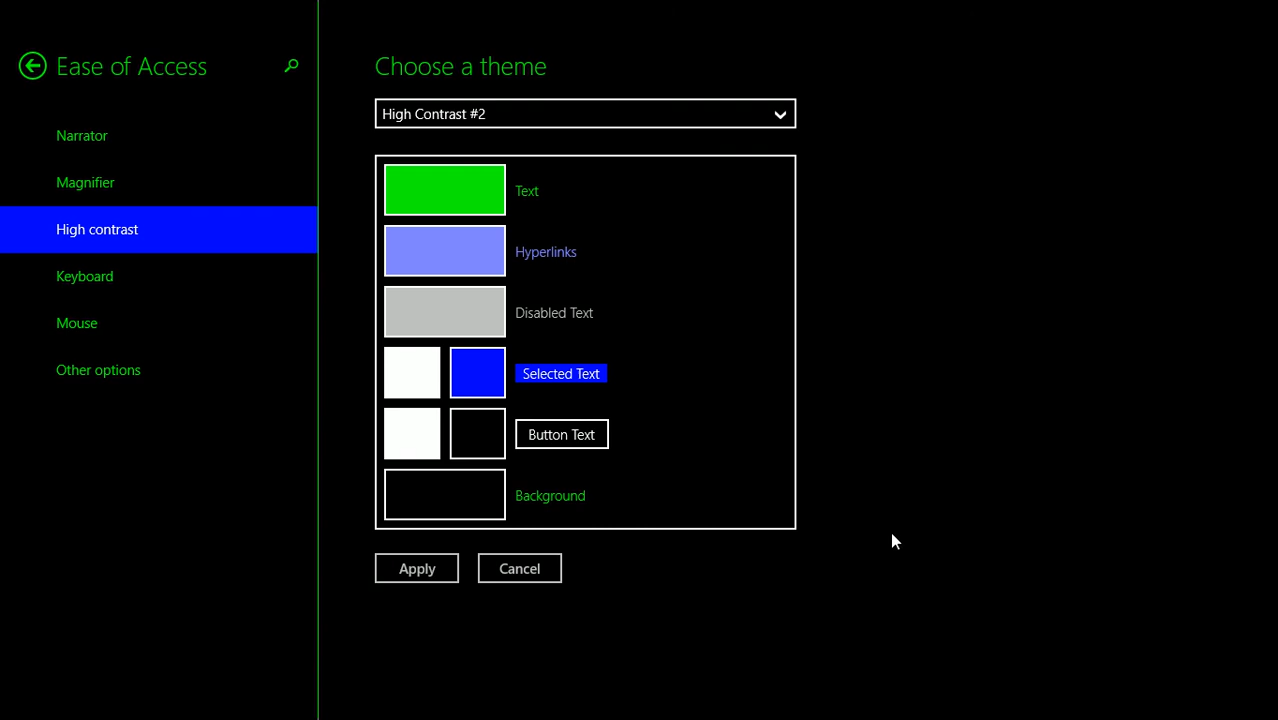 Ease of Access
Narrator
Magnifier
High contrast
Keyboard
Mouse
Other options
Choose a theme
High Contrast #2
Text
Hyperlinks
Disabled Text
Selected Text
Button Text
Background
Apply
Cancel